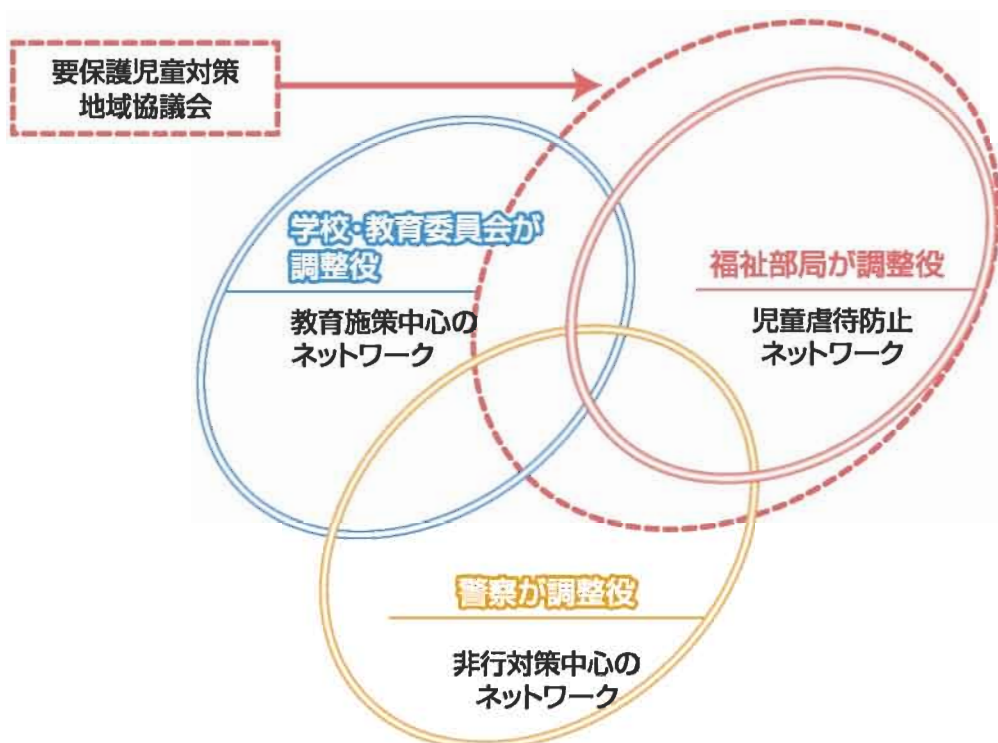 要保護児童対策
地域協議会
学校・教育委員会が
調整役
教育施策中心の
ネットワーク
福祉部局が調整役
児童虐待防止
ネットワーク
警察が調整役
非行対策中心の
ネットワーク